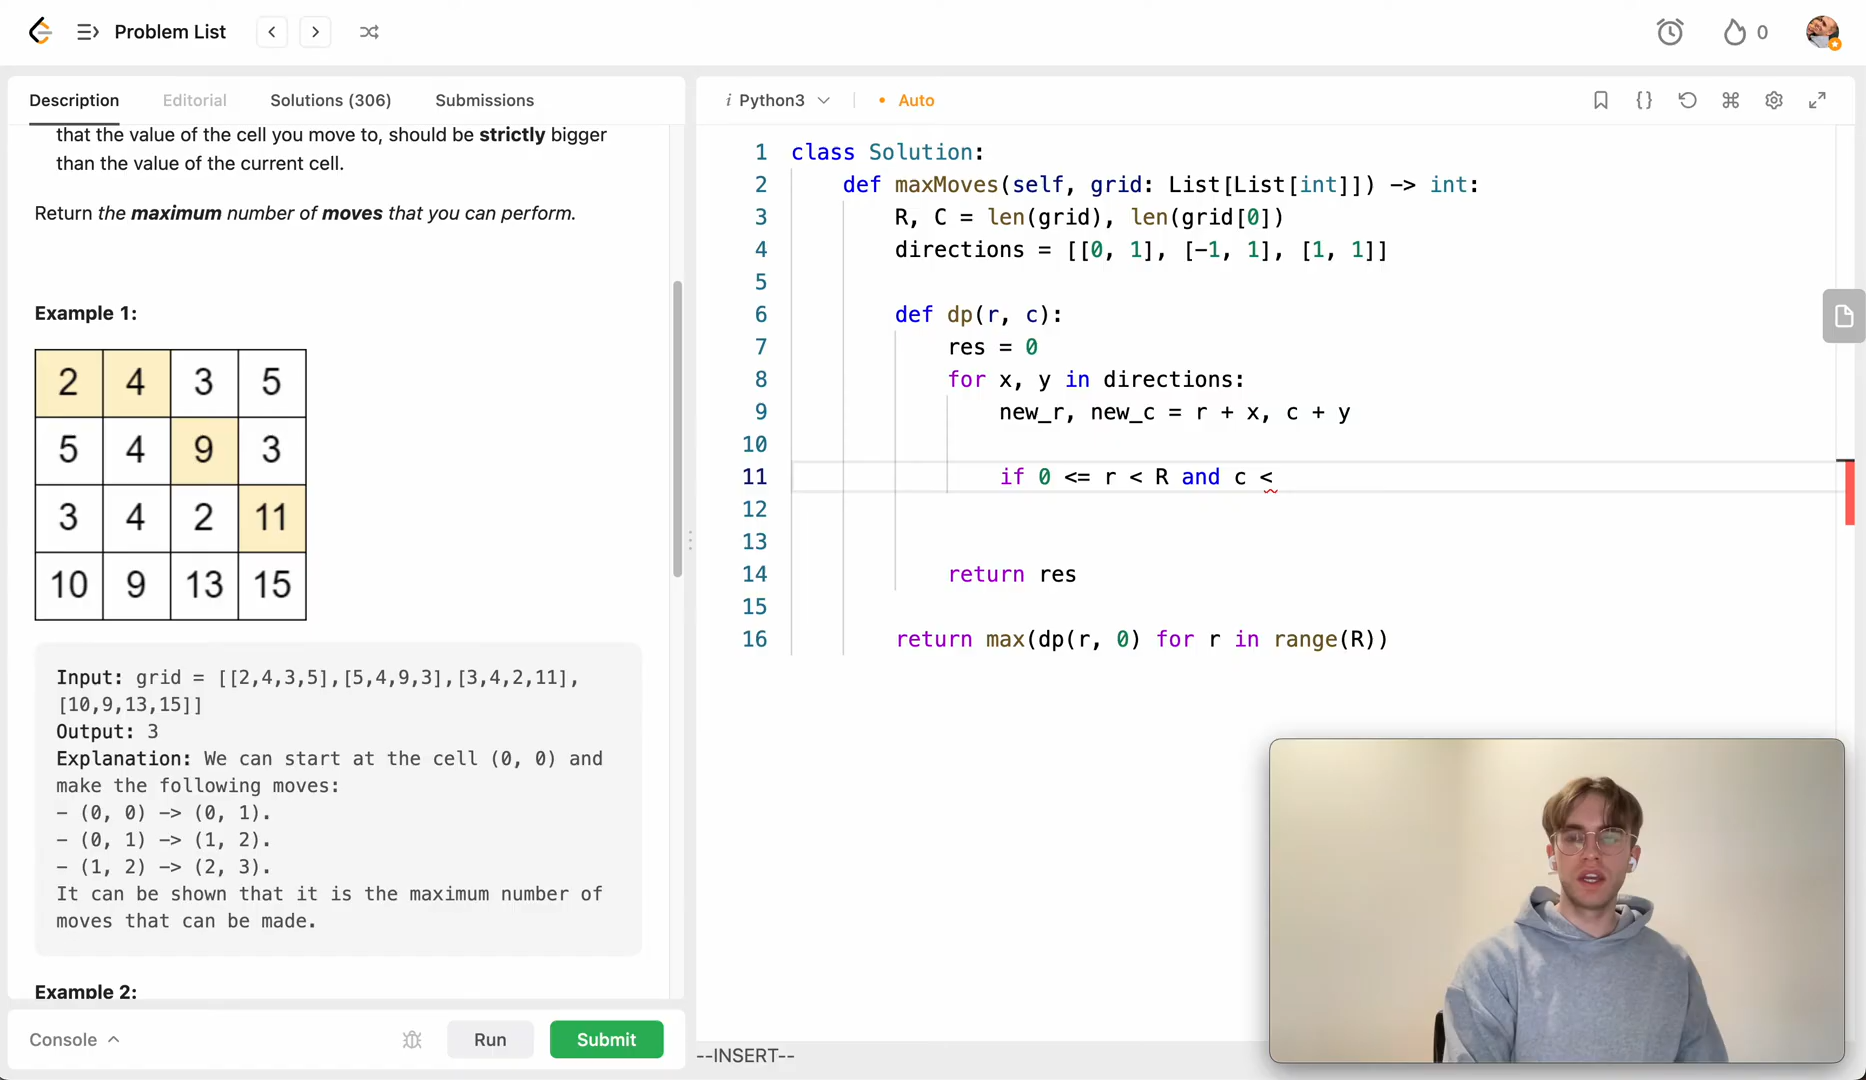 Problem List
0
Description
Editorial
Solutions (306)
Submissions
that the value of the cell you move to, should be strictly bigger
than the value of the current cell.
Return the maximum number of moves that you can perform.
Example 1:
2 4 3 5
5 4 9 3
3 4 2 11
10 9 13 15
Input: grid = [[2,4,3,5],[5,4,9,3],[3,4,2,11],
[10,9,13,15]]
Output: 3
Explanation: We can start at the cell (0, 0) and
make the following moves:
- (0, 0) -> (0, 1).
- (0, 1) -> (1, 2).
- (1, 2) -> (2, 3).
It can be shown that it is the maximum number of
moves that can be made.
Example 2:
Console
Run
Submit
i Python3
• Auto
1 class Solution:
2 def maxMoves(self, grid: List[List[int]]) -> int:
3 R, C = len(grid), len(grid[0])
4 directions = [[0, 1], [-1, 1], [1, 1]]
5
6 def dp(r, c):
7 res = 0
8 for x, y in directions:
9 new_r, new_c = r + x, c + y
10
11 if 0 <= r < R and c <
12
13
14 return res
15
16 return max(dp(r, 0) for r in range(R))
--INSERT--